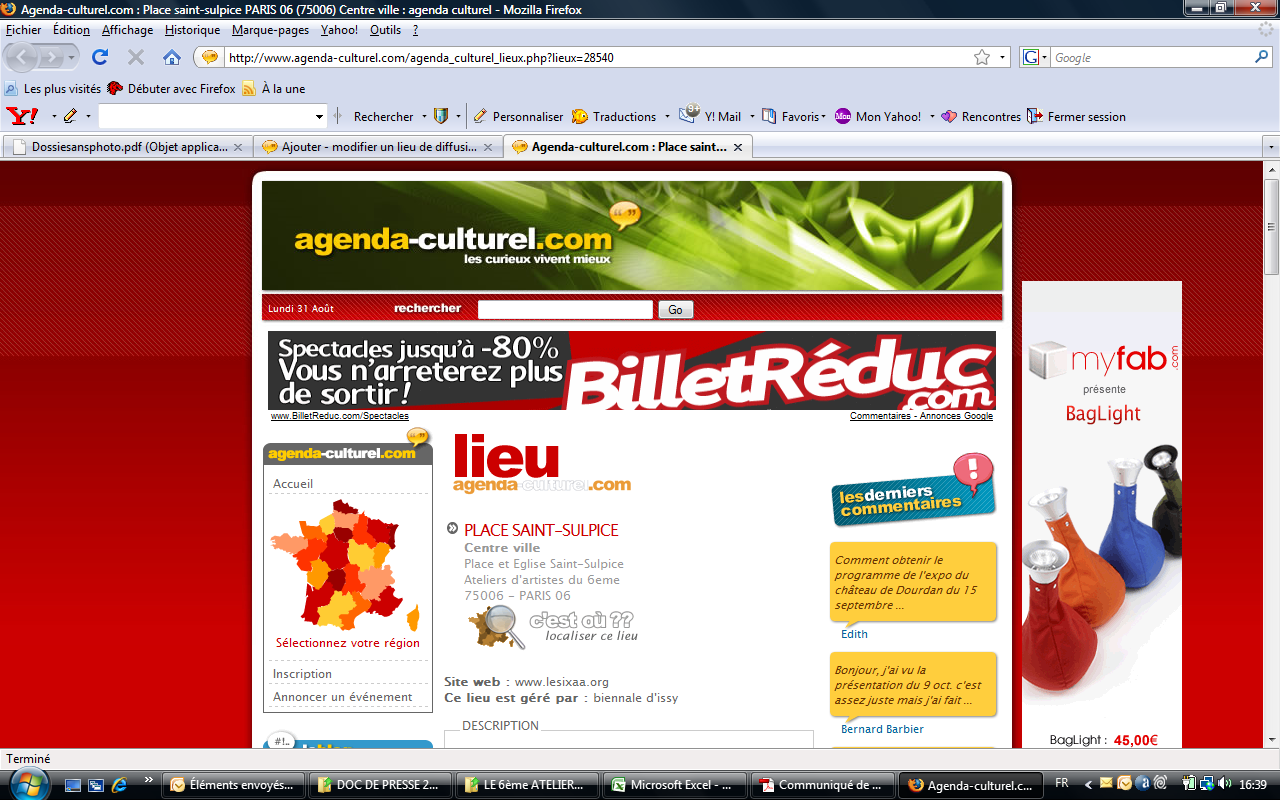 Agenda-culturel.com : Place saint-sulpice PARIS 06 (75006) Centre ville : agenda culturel - Mozilla Firefox
Fichier Édition Affichage Historique Marque-pages Yahoo! Outils ?
http://www.agenda-culturel.com/agenda_culturel_lieux.php?lieux=28540
G Google
Les plus visités Débuter avec Firefox À la une
Y! Rechercher Personnaliser Traductions 9+ Y! Mail Favoris Mon Mon Yahoo! Rencontres Fermer session
Dossiesansphoto.pdf (Objet applica... Ajouter - modifier un lieu de diffusi... Agenda-culturel.com : Place saint...
agenda-culturel.com
les curieux vivent mieux
Lundi 31 Août rechercher Go
Spectacles jusqu'à -80%
Vous n'arreterez plus
de sortir!
BilletRéduc
.com
www.BilletReduc.com/Spectacles Commentaires - Annonces Google
agenda-culturel.com
Accueil
Sélectionnez votre région
Inscription
Annoncer un événement
#!..
leblog
lieu
agenda-culturel.com
PLACE SAINT-SULPICE
Centre ville
Place et Eglise Saint-Sulpice
Ateliers d'artistes du 6eme
75006 - PARIS 06
c'est où ??
localiser ce lieu
Site web : www.lesixaa.org
Ce lieu est géré par : biennale d'issy
DESCRIPTION
lesderniers
commentaires
!
Comment obtenir le
programme de l'expo du
château de Dourdan du 15
septembre ...
Edith
Bonjour, j'ai vu la
présentation du 9 oct. c'est
assez juste mais j'ai fait ...
Bernard Barbier
myfab.com
présente
BagLight
BagLight : 45,00€
Terminé
Éléments envoyés... DOC DE PRESSE 2... LE 6ème ATELIER... Microsoft Excel - ... Communiqué de ... Agenda-culturel.c... FR 16:39